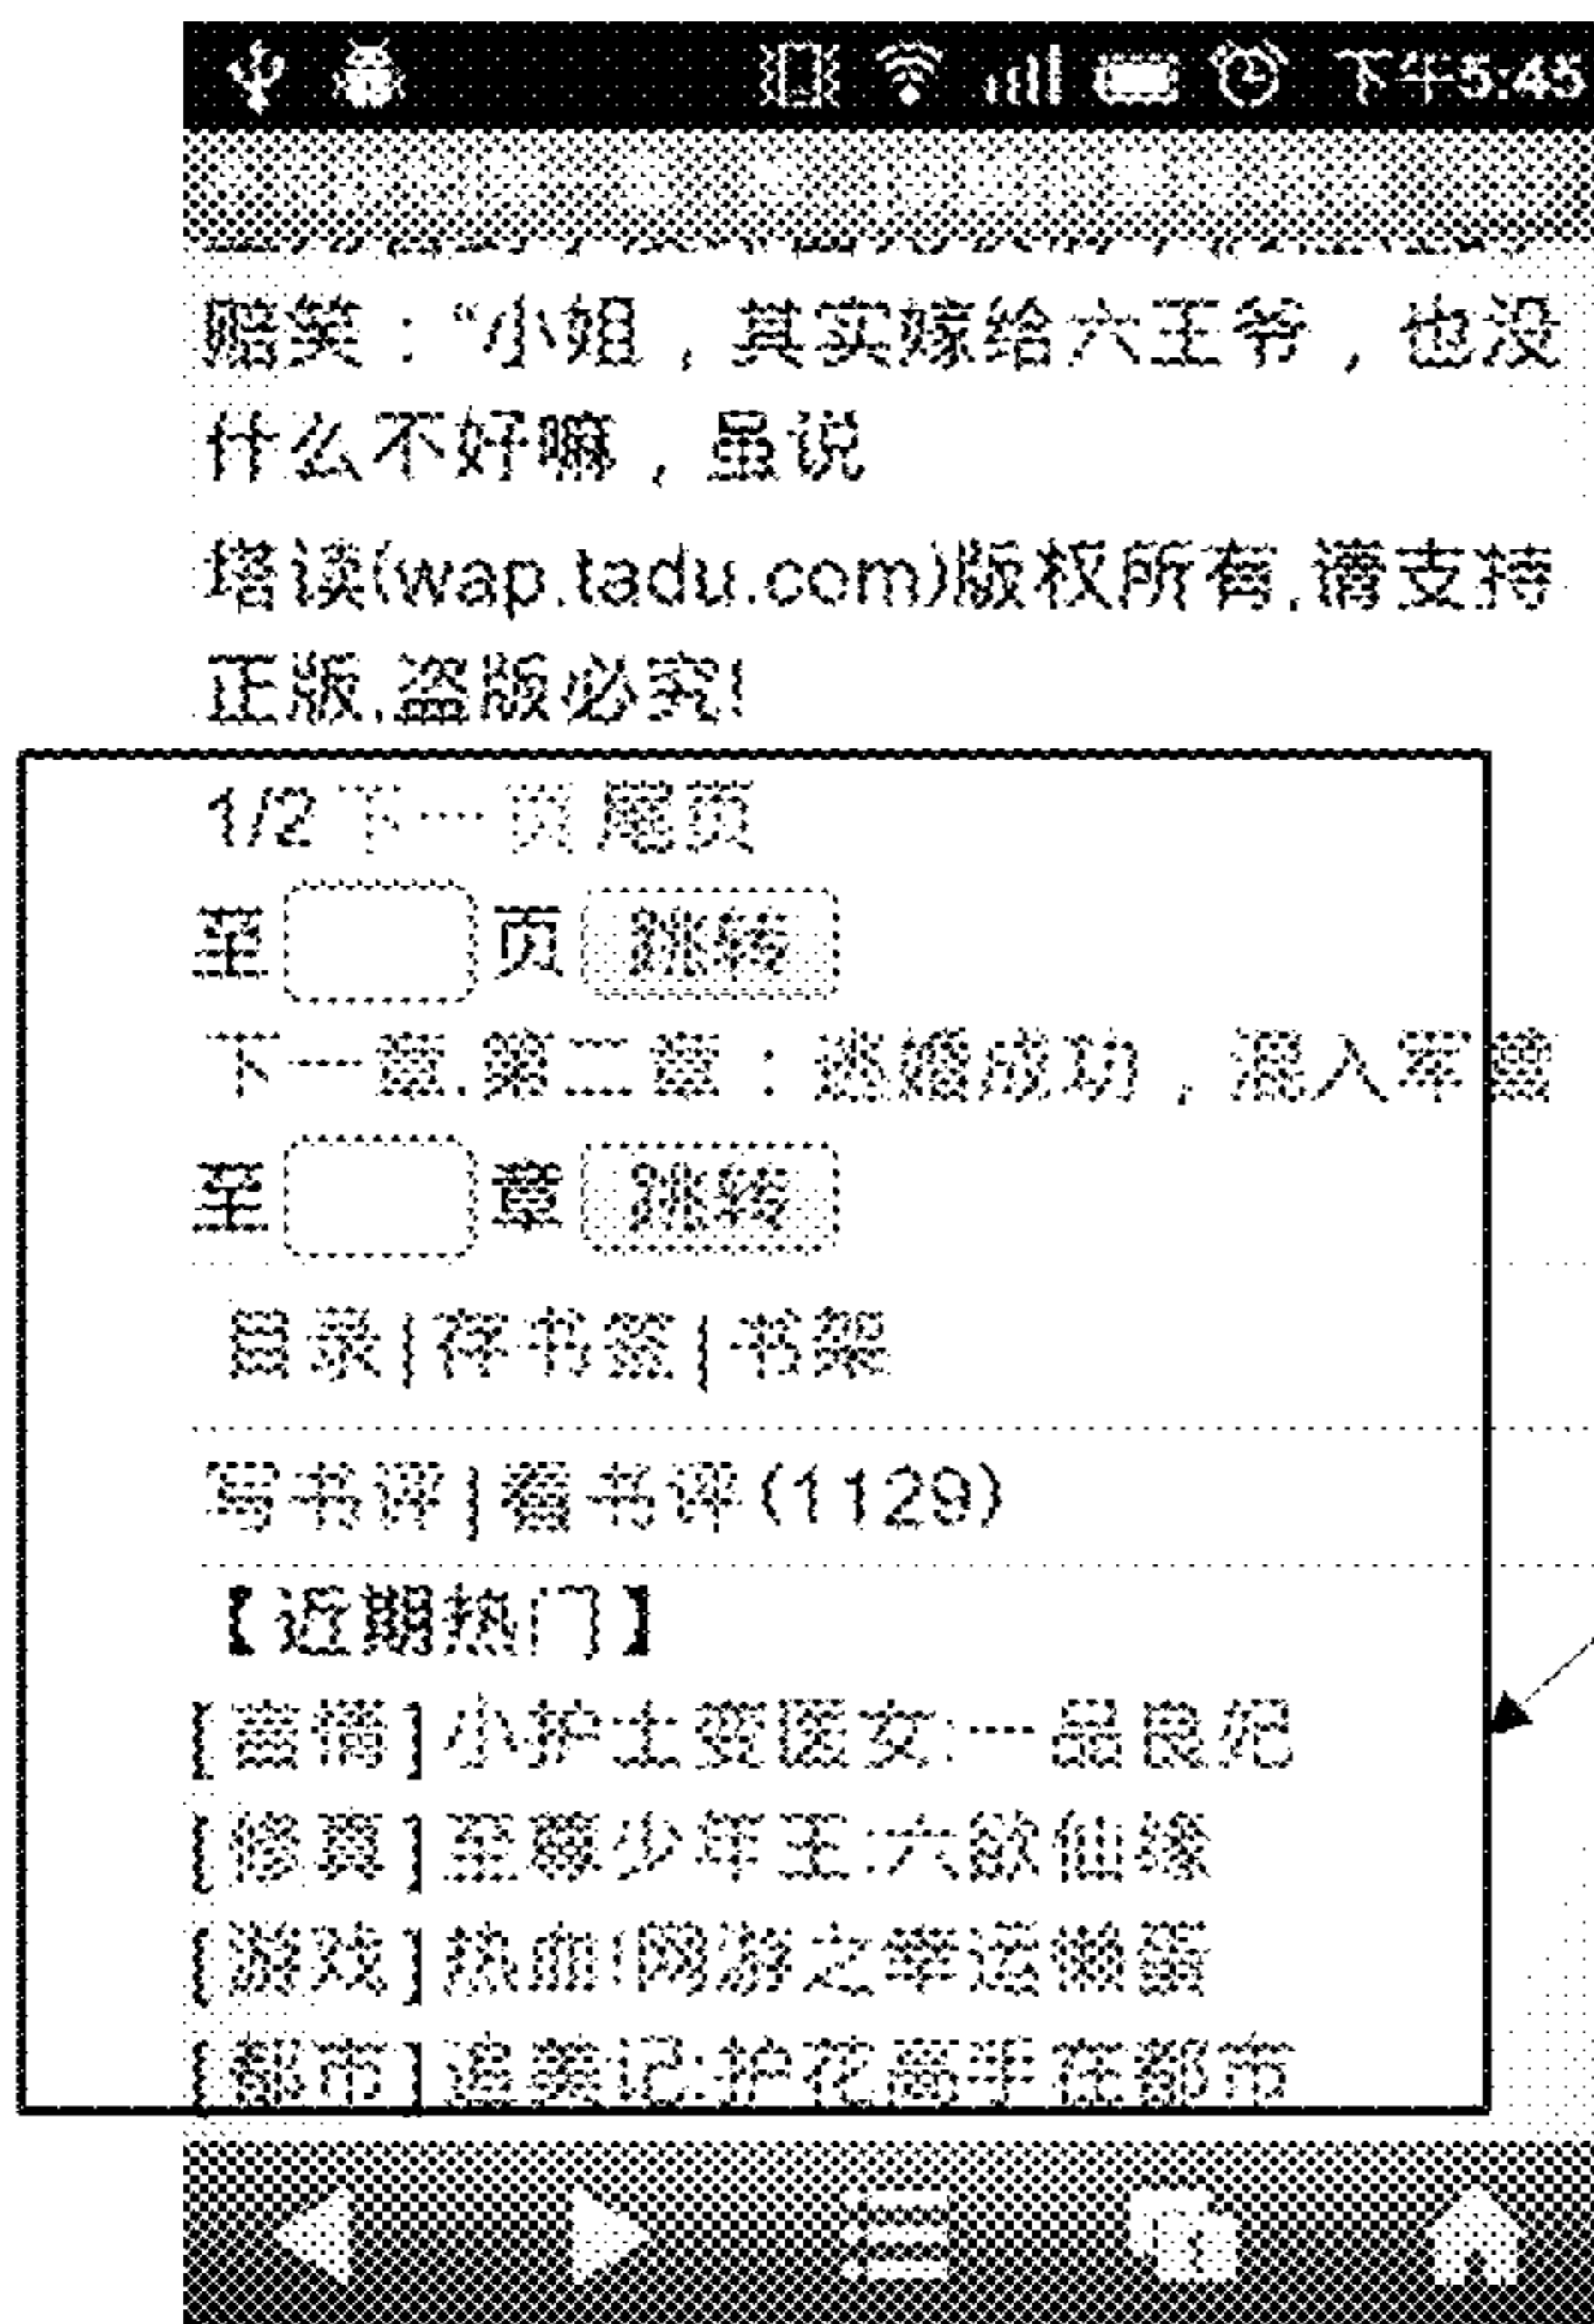 下午5:45
赔笑：“小姐，其实嫁给六王爷，也没
什么不好嘛，虽说
塔读(wap.tadu.com)版权所有,请支持
正版,盗版必究!
1/2 下一页 尾页
至 页 跳转
下一章.第二章：逃婚成功，混入军营
至 章 跳转
目录|存书签|书架
写书评|看书评(1129)
【近期热门】
[言情]小护士变医女:一品良妃
[修真]至尊少年王:六欲仙缘
[游戏]热血!网游之幸运懒蛋
[都市]追美记:护花高手在都市